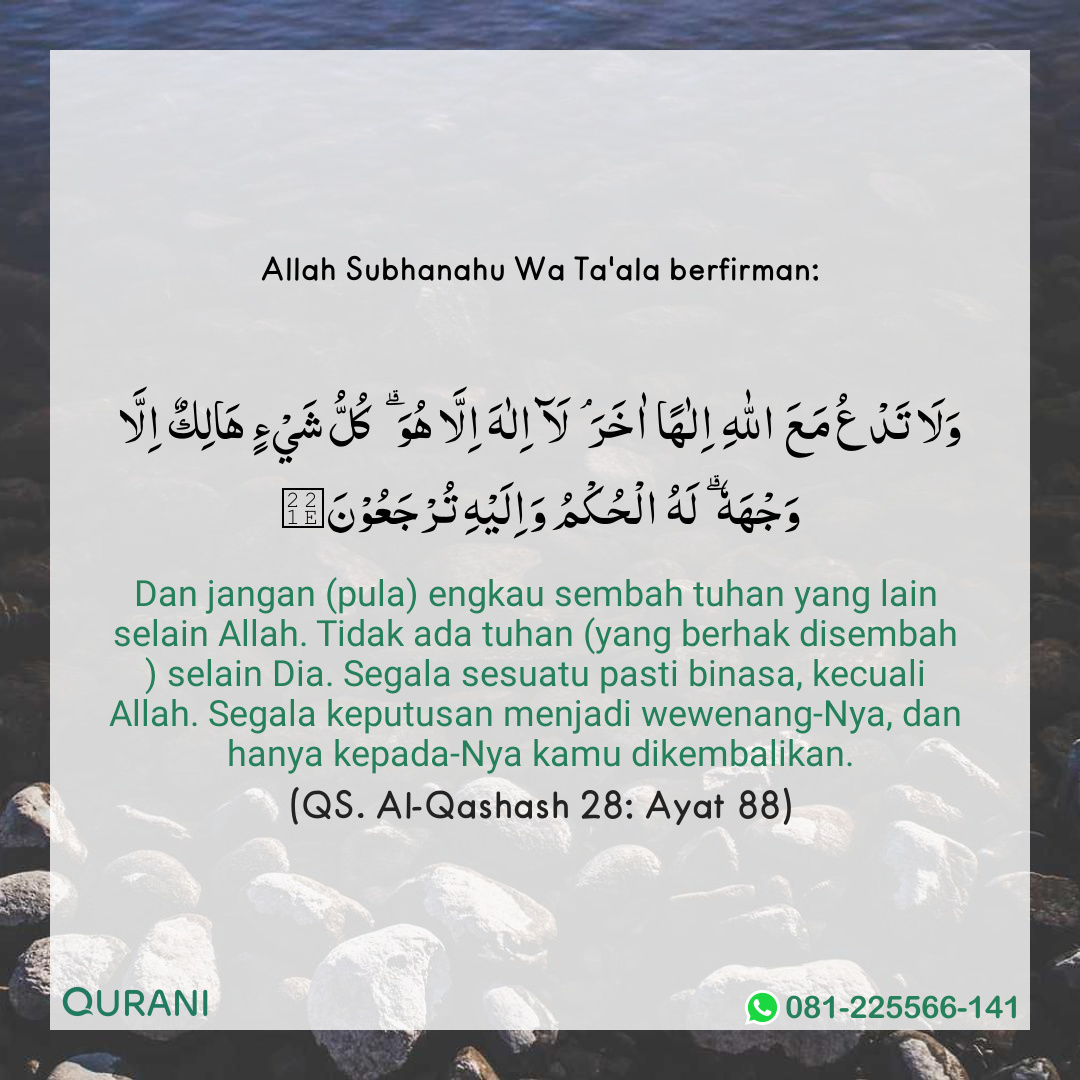 Allah Subhanahu Wa Ta'ala berfirman:
وَلَا تَدْعُ مَعَ اللّٰهِ اِلٰهًا اٰخَرَ ۘ لَآ اِلٰهَ اِلَّا هُوَ ۗ كُلُّ شَيْءٍ هَالِكٌ اِلَّا
وَجْهَهٗ ۗ لَهُ الْحُكْمُ وَاِلَيْهِ تُرْجَعُوْنَ ∞
Dan jangan (pula) engkau sembah tuhan yang lain
selain Allah. Tidak ada tuhan (yang berhak disembah
) selain Dia. Segala sesuatu pasti binasa, kecuali
Allah. Segala keputusan menjadi wewenang-Nya, dan
hanya kepada-Nya kamu dikembalikan.
(QS. Al-Qashash 28: Ayat 88)
QURANI
081-225566-141